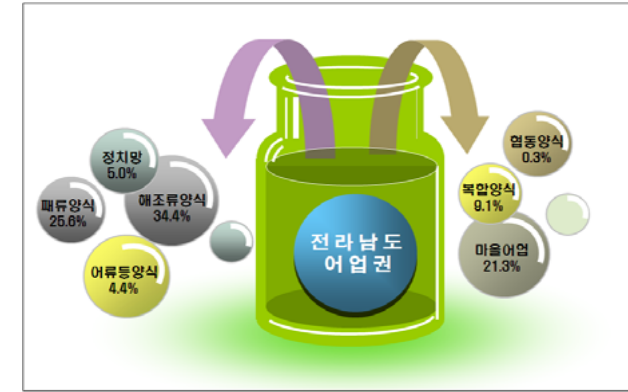 정치망
5.0%
패류양식
25.6%
해조류양식
34.4%
어류등양식
4.4%
전라남도
어업권
협동양식
0.3%
복합양식
9.1%
마을어업
21.3%